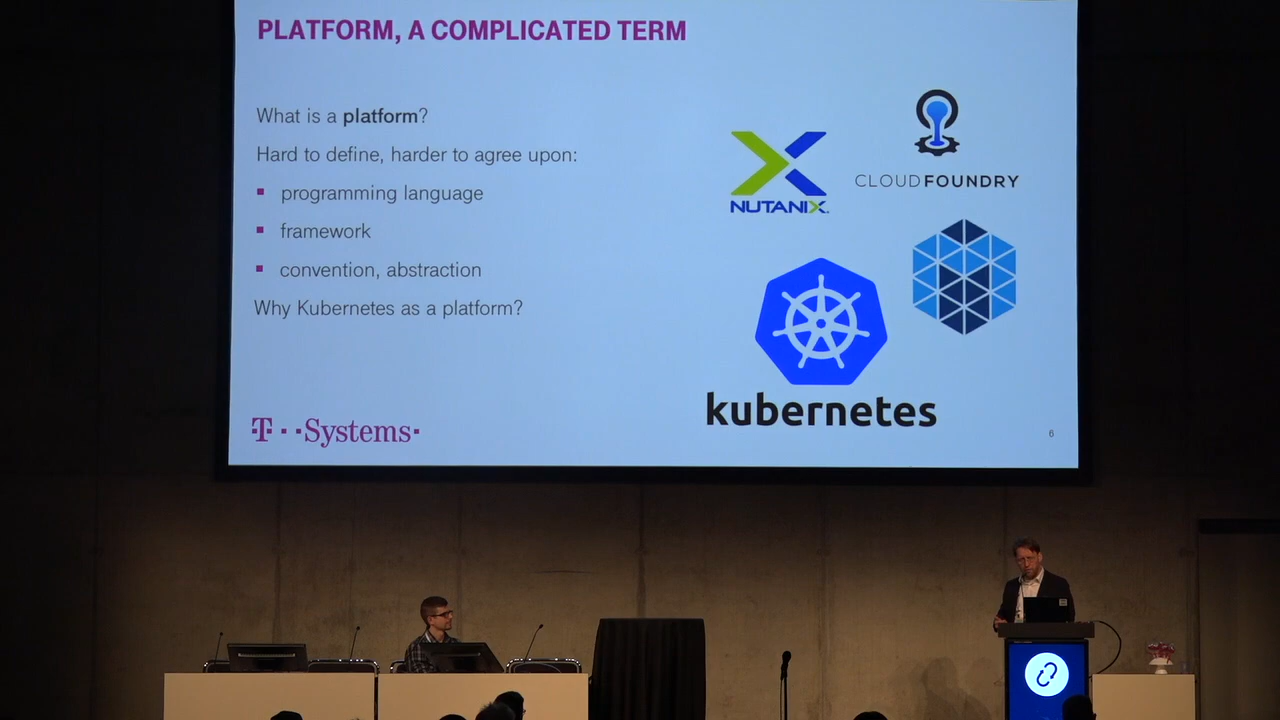 PLATFORM, A COMPLICATED TERM
What is a platform?
Hard to define, harder to agree upon:
programming language
framework
convention, abstraction
Why Kubernetes as a platform?
NUTANIX
CLOUDFOUNDRY
kubernetes
T··Systems·
6